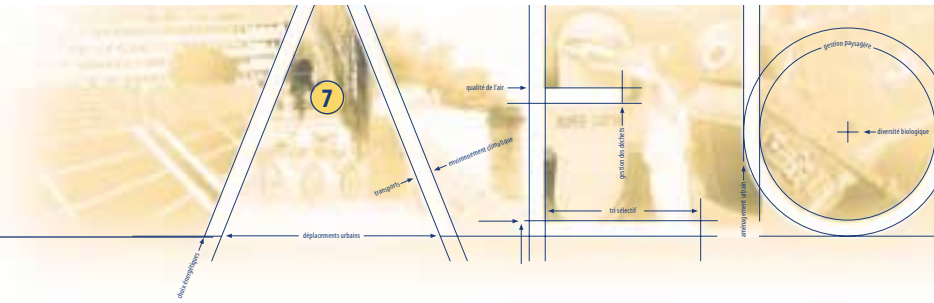 7
gestion paysagère
qualité de l'air
diversité biologique
environnement climatique
gestion des déchets
transports
tri sélectif
aménagement urbain
déplacements urbains
choix énergétiques